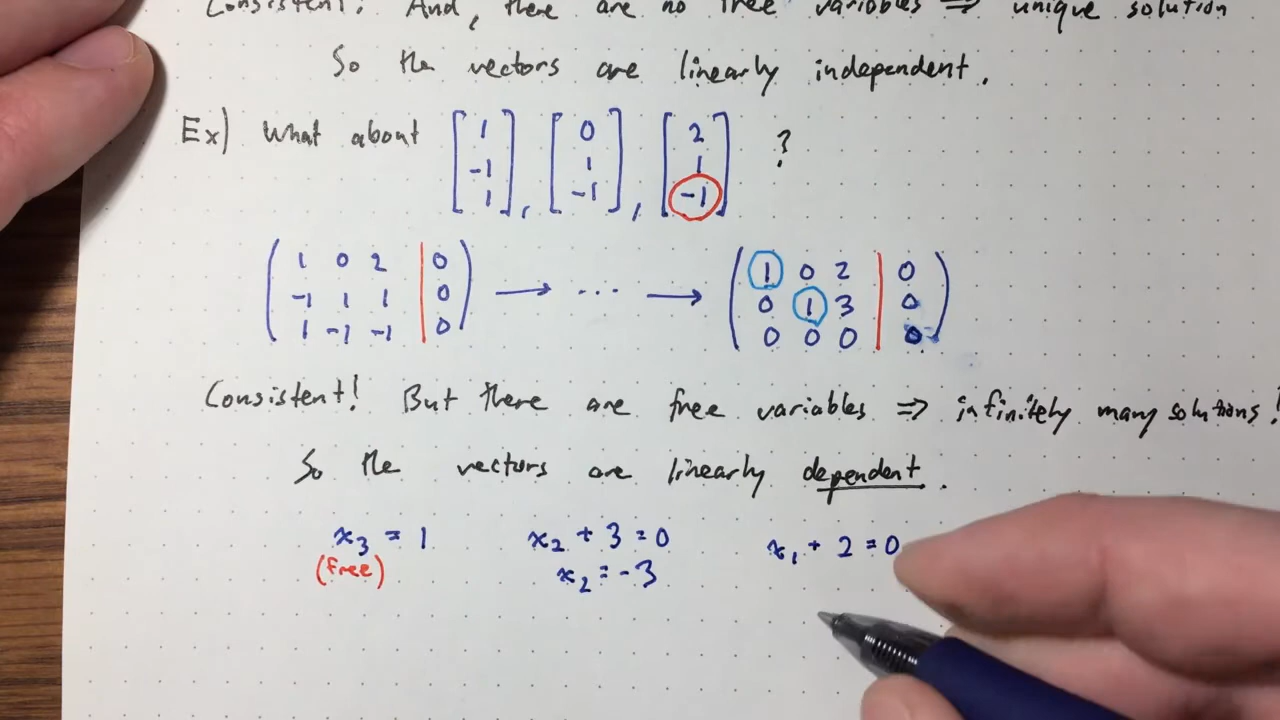 Consistent! And, there are no free variables ⇒ unique solution
So the vectors are linearly independent.
Ex) What about [1 -1 1], [0 1 -1], [2 1 -1] ?
( 1 0 2 | 0 ) → ... → ( 1 0 2 | 0 )
( -1 1 1 | 0 ) ( 0 1 3 | 0 )
( 1 -1 -1 | 0 ) ( 0 0 0 | 0 )
Consistent! But there are free variables ⇒ infinitely many solutions!
So the vectors are linearly dependent.
x₃ = 1 x₂ + 3 = 0 x₁ + 2 = 0
(free) x₂ = -3